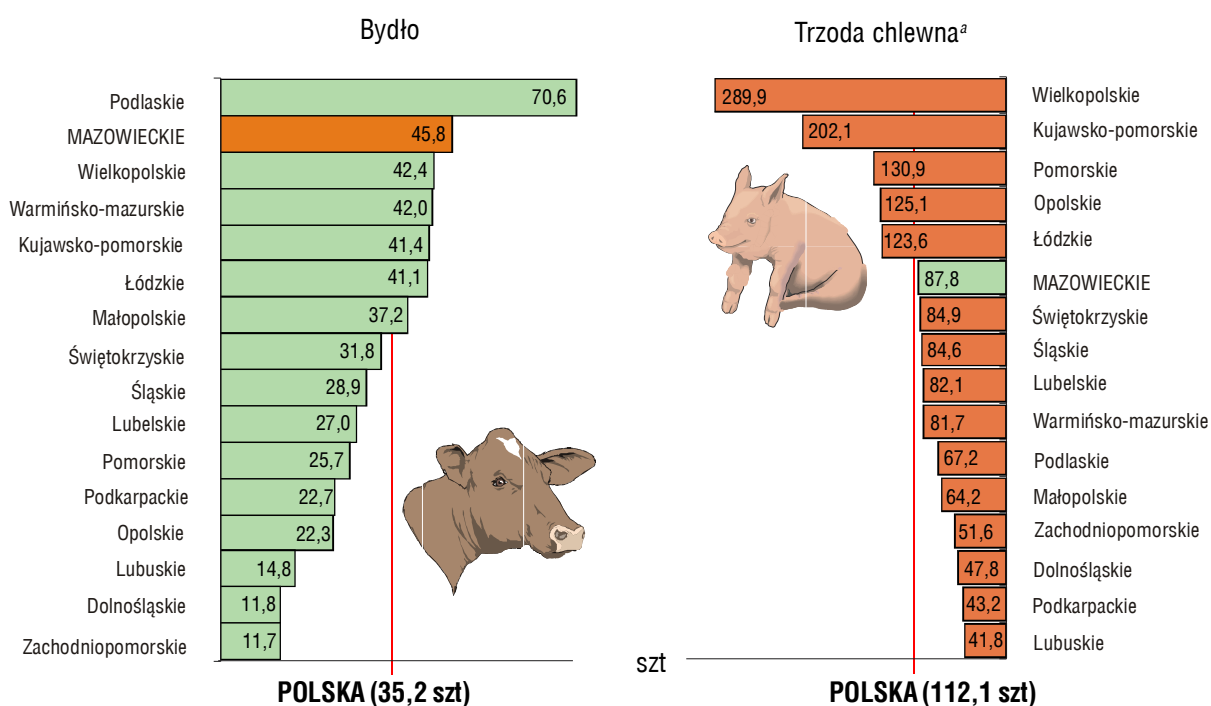 Bydło
Podlaskie 70,6
MAZOWIECKIE 45,8
Wielkopolskie 42,4
Warmińsko-mazurskie 42,0
Kujawsko-pomorskie 41,4
Łódzkie 41,1
Małopolskie 37,2
Świętokrzyskie 31,8
Śląskie 28,9
Lubelskie 27,0
Pomorskie 25,7
Podkarpackie 22,7
Opolskie 22,3
Lubuskie 14,8
Dolnośląskie 11,8
Zachodniopomorskie 11,7
szt
POLSKA (35,2 szt)
Trzoda chlewnaª
289,9 Wielkopolskie
202,1 Kujawsko-pomorskie
130,9 Pomorskie
125,1 Opolskie
123,6 Łódzkie
87,8 MAZOWIECKIE
84,9 Świętokrzyskie
84,6 Śląskie
82,1 Lubelskie
81,7 Warmińsko-mazurskie
67,2 Podlaskie
64,2 Małopolskie
51,6 Zachodniopomorskie
47,8 Dolnośląskie
43,2 Podkarpackie
41,8 Lubuskie
POLSKA (112,1 szt)